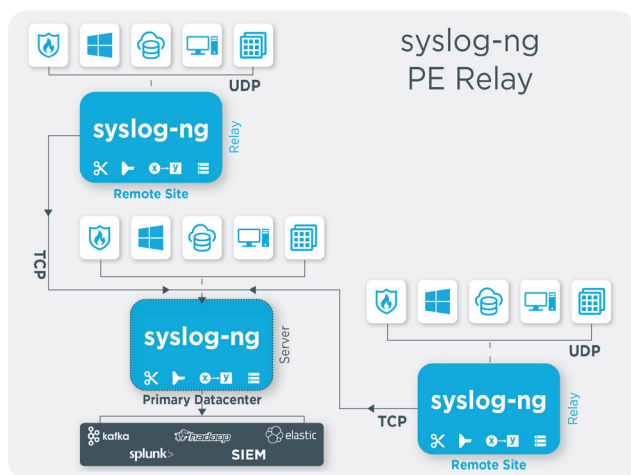 syslog-ng
PE Relay
UDP
syslog-ng
Relay
x→y
Remote Site
TCP
syslog-ng
Server
x→y
Primary Datacenter
kafka
hadoop
elastic
splunk>
SIEM
UDP
syslog-ng
Relay
x→y
TCP
Remote Site